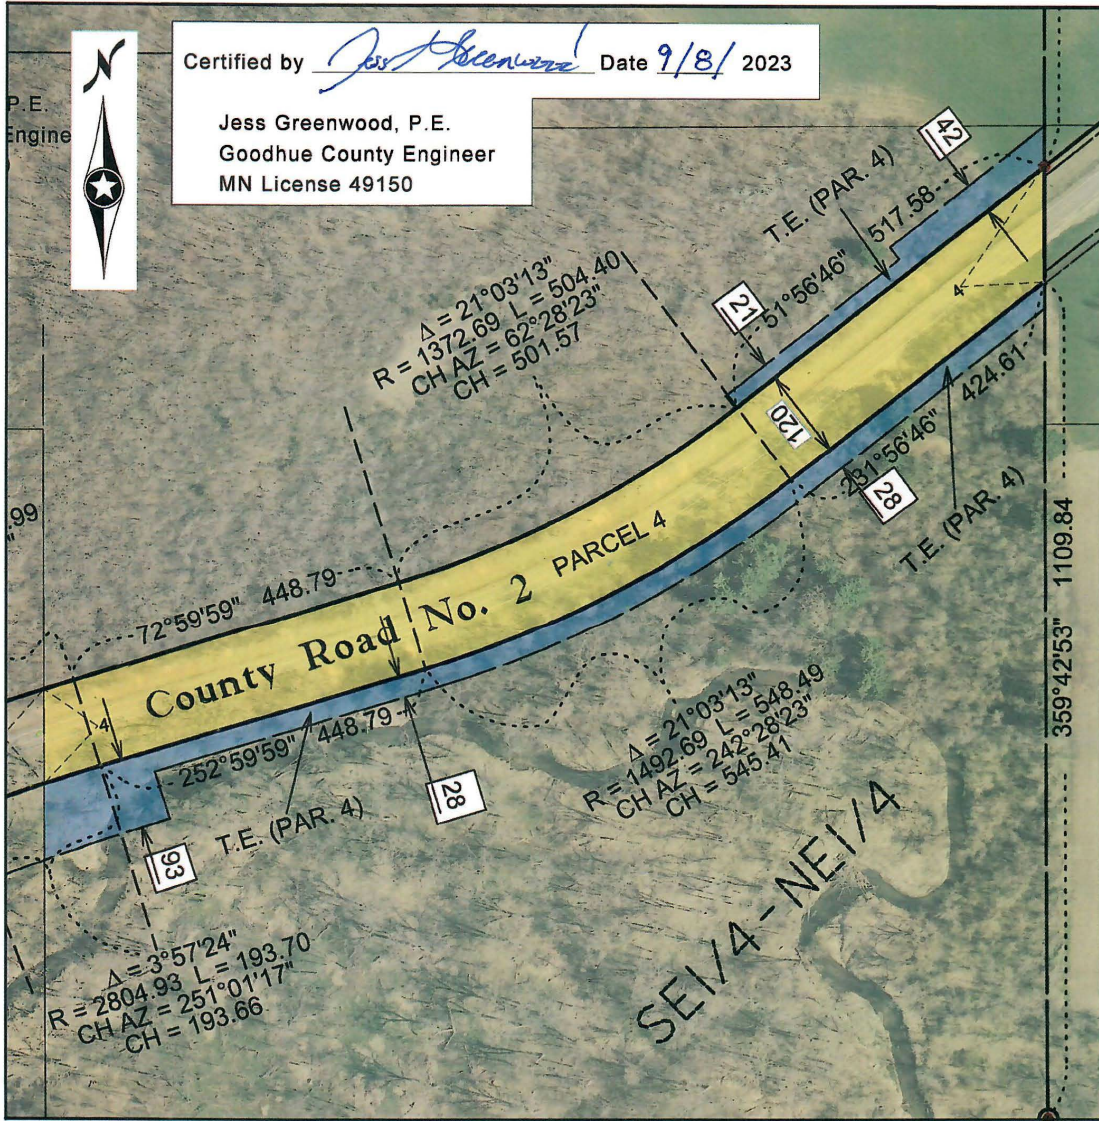 N
Certified by Jess Greenwood Date 9/8/ 2023
Jess Greenwood, P.E.
Goodhue County Engineer
MN License 49150
P.E.
Engine
42
T.E. (PAR. 4)
517.58
51°56'46"
21
Δ = 21°03'13"
R = 1372.69 L = 504.40
CH AZ = 62°28'23"
CH = 501.57
4
120
424.61
231°56'46"
28
T.E. (PAR. 4)
359°42'53" 1109.84
.99
"
72°59'59" 448.79
County Road No. 2
PARCEL 4
4
252°59'59" 448.79
28
T.E. (PAR. 4)
93
Δ = 21°03'13"
R = 1492.69 L = 548.49
CH AZ = 242°28'23"
CH = 545.41
SE1/4-NE1/4
Δ = 3°57'24"
R = 2804.93 L = 193.70
CH AZ = 251°01'17"
CH = 193.66